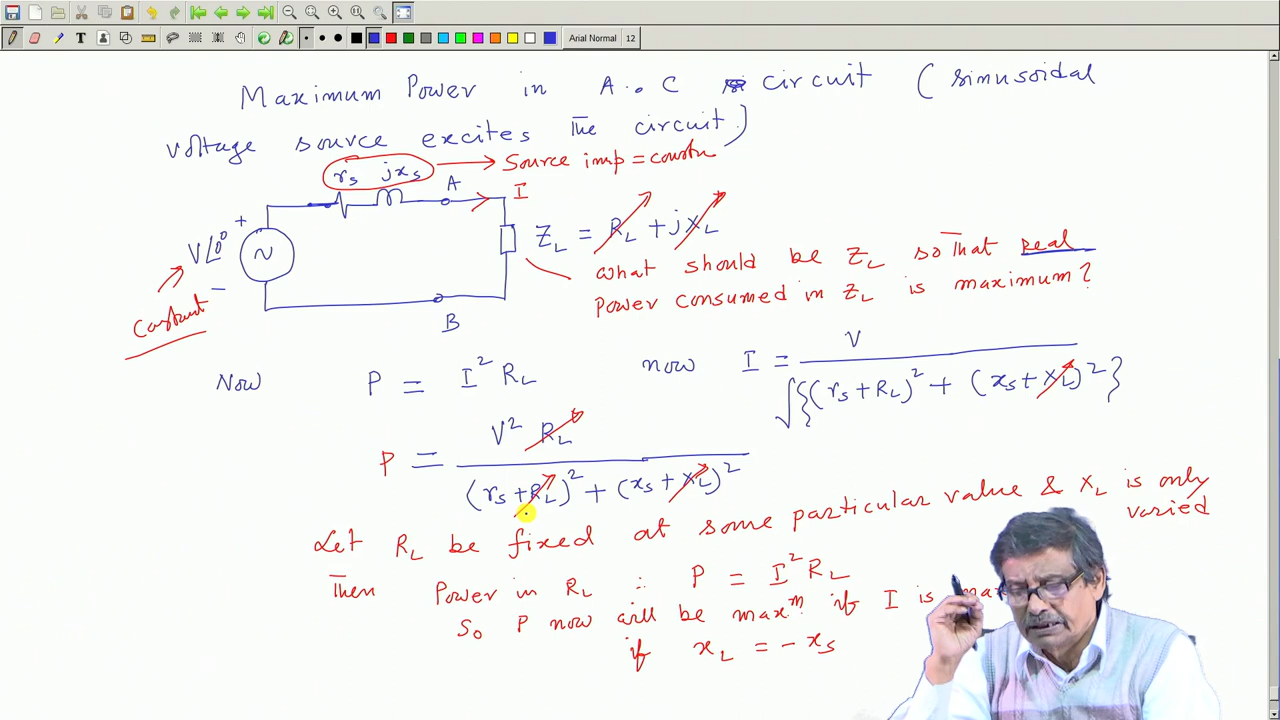 Arial Normal 12
Maximum Power in A.C circuit (sinusoidal
voltage source excites the circuit)
rs jxs → Source imp = constn
A I
+ V∠0° ~ ZL = RL + jXL
- Constant
What should be ZL so that real
Power consumed in ZL is maximum?
B
Now P = I² RL now I = V / √{(rs + RL)² + (xs + XL)²}
P = V² RL / (rs + RL)² + (xs + XL)²
Let RL be fixed at some particular value & XL is only
varied
Then Power in RL ∴ P = I² RL
So P now will be maxm if I is
if xL = - xs